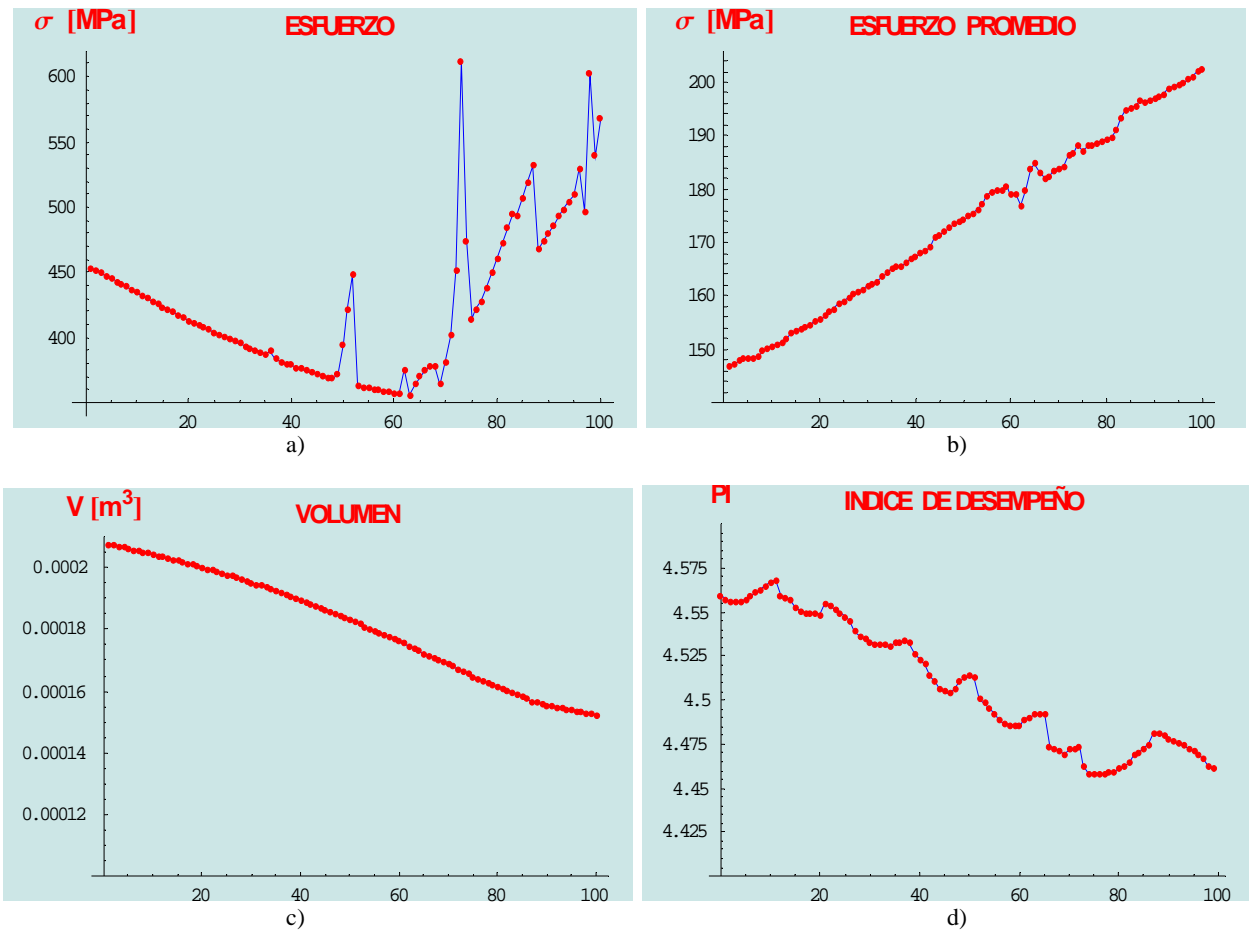 σ [MPa]
ESFUERZO
600
550
500
450
400
20 40 60 80 100
a)
σ [MPa]
ESFUERZO PROMEDIO
200
190
180
170
160
150
20 40 60 80 100
b)
V [m³]
VOLUMEN
0.0002
0.00018
0.00016
0.00014
0.00012
20 40 60 80 100
c)
PI
INDICE DE DESEMPEÑO
4.575
4.55
4.525
4.5
4.475
4.45
4.425
20 40 60 80 100
d)